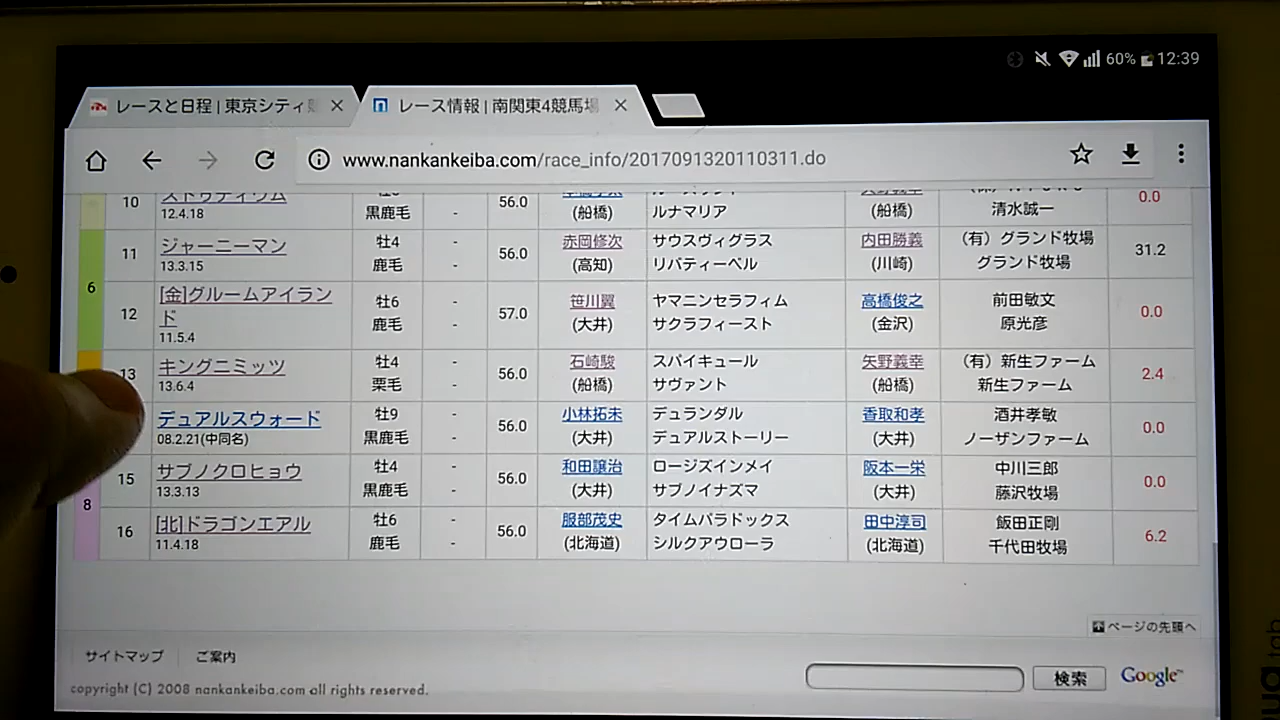 60% 12:39
レースと日程 | 東京シティ
レース情報 | 南関東4競馬場
www.nankankeiba.com/race_info/2017091320110311.do
10 12.4.18 黒鹿毛 - 56.0 (船橋) ルナマリア (船橋) 清水誠一 0.0
6
11 ジャーニーマン 牡4 - 56.0 赤岡修次 サウスヴィグラス 内田勝義 (有) グランド牧場 31.2
13.3.15 鹿毛 - (高知) リバティーベル (川崎) グランド牧場
12 [金]グルームアイランド 牡6 - 57.0 笹川翼 ヤマニンセラフィム 高橋俊之 前田敏文 0.0
11.5.4 鹿毛 - (大井) サクラフィースト (金沢) 原光彦
13 キングニミッツ 牡4 - 56.0 石崎駿 スパイキュール 矢野義幸 (有) 新生ファーム 2.4
13.6.4 栗毛 - (船橋) サヴァント (船橋) 新生ファーム
デュアルスウォード 牡9 - 56.0 小林拓未 デュランダル 香取和孝 酒井孝敏 0.0
08.2.21(中同名) 黒鹿毛 - (大井) デュアルストーリー (大井) ノーザンファーム
8
15 サブノクロヒョウ 牡4 - 56.0 和田譲治 ロージズインメイ 阪本一栄 中川三郎 0.0
13.3.13 黒鹿毛 - (大井) サブノイナズマ (大井) 藤沢牧場
16 [北]ドラゴンエアル 牡6 - 56.0 服部茂史 タイムパラドックス 田中淳司 飯田正剛 6.2
11.4.18 鹿毛 - (北海道) シルクアウローラ (北海道) 千代田牧場
ページの先頭へ
サイトマップ ご案内
検索 Google™
copyright (C) 2008 nankankeiba.com all rights reserved.